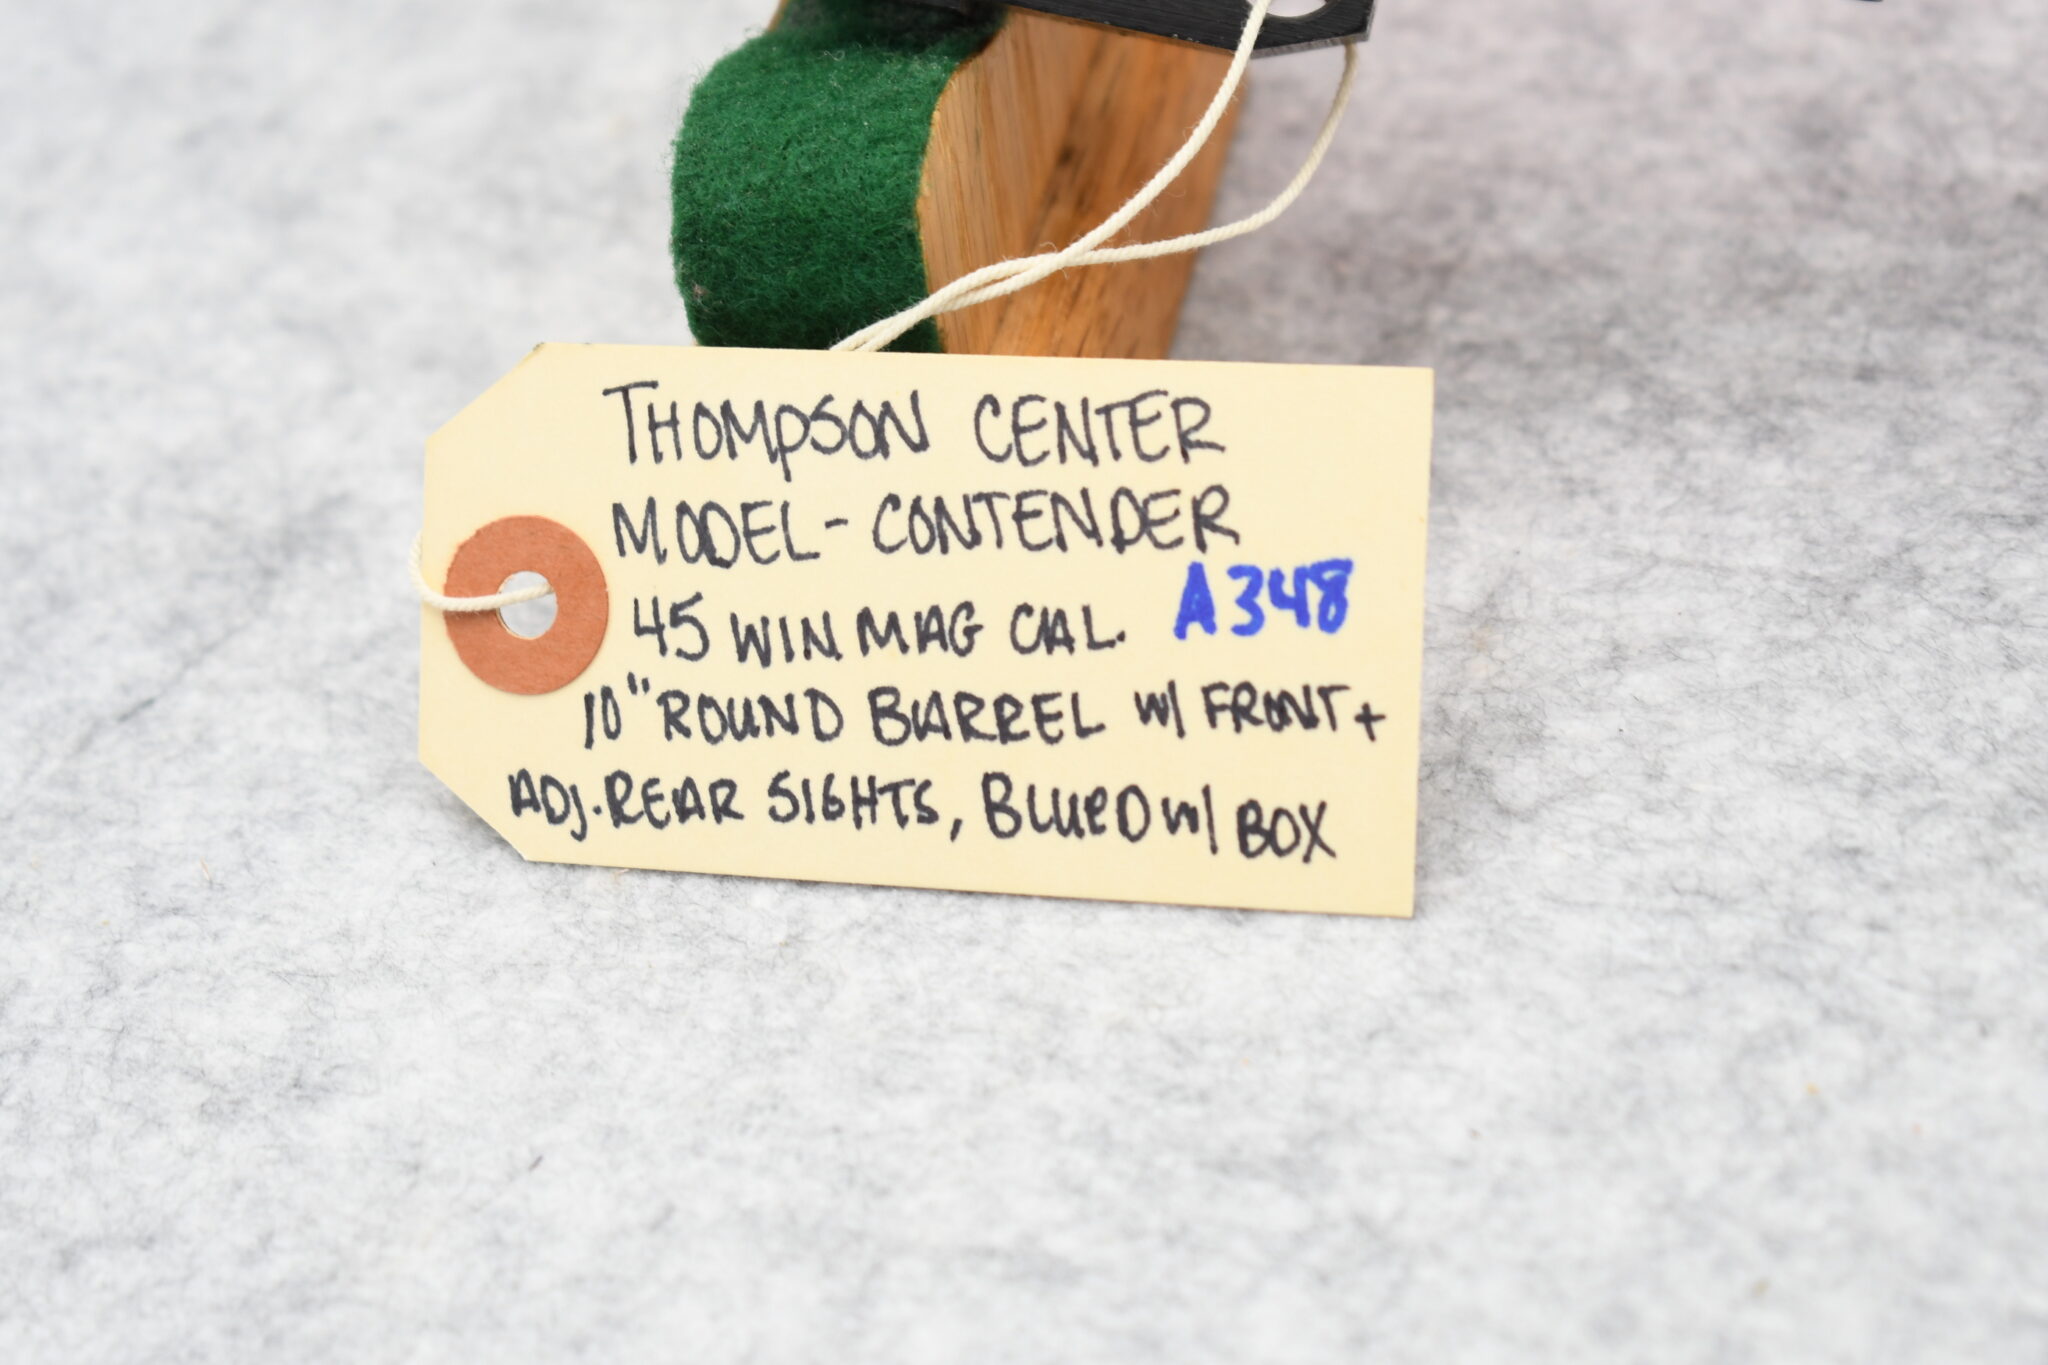 THOMPSON CENTER
MODEL - CONTENDER
45 WIN MAG CAL. A348
10" ROUND BARREL w/ FRONT +
ADJ. REAR SIGHTS, BLUED w/ BOX